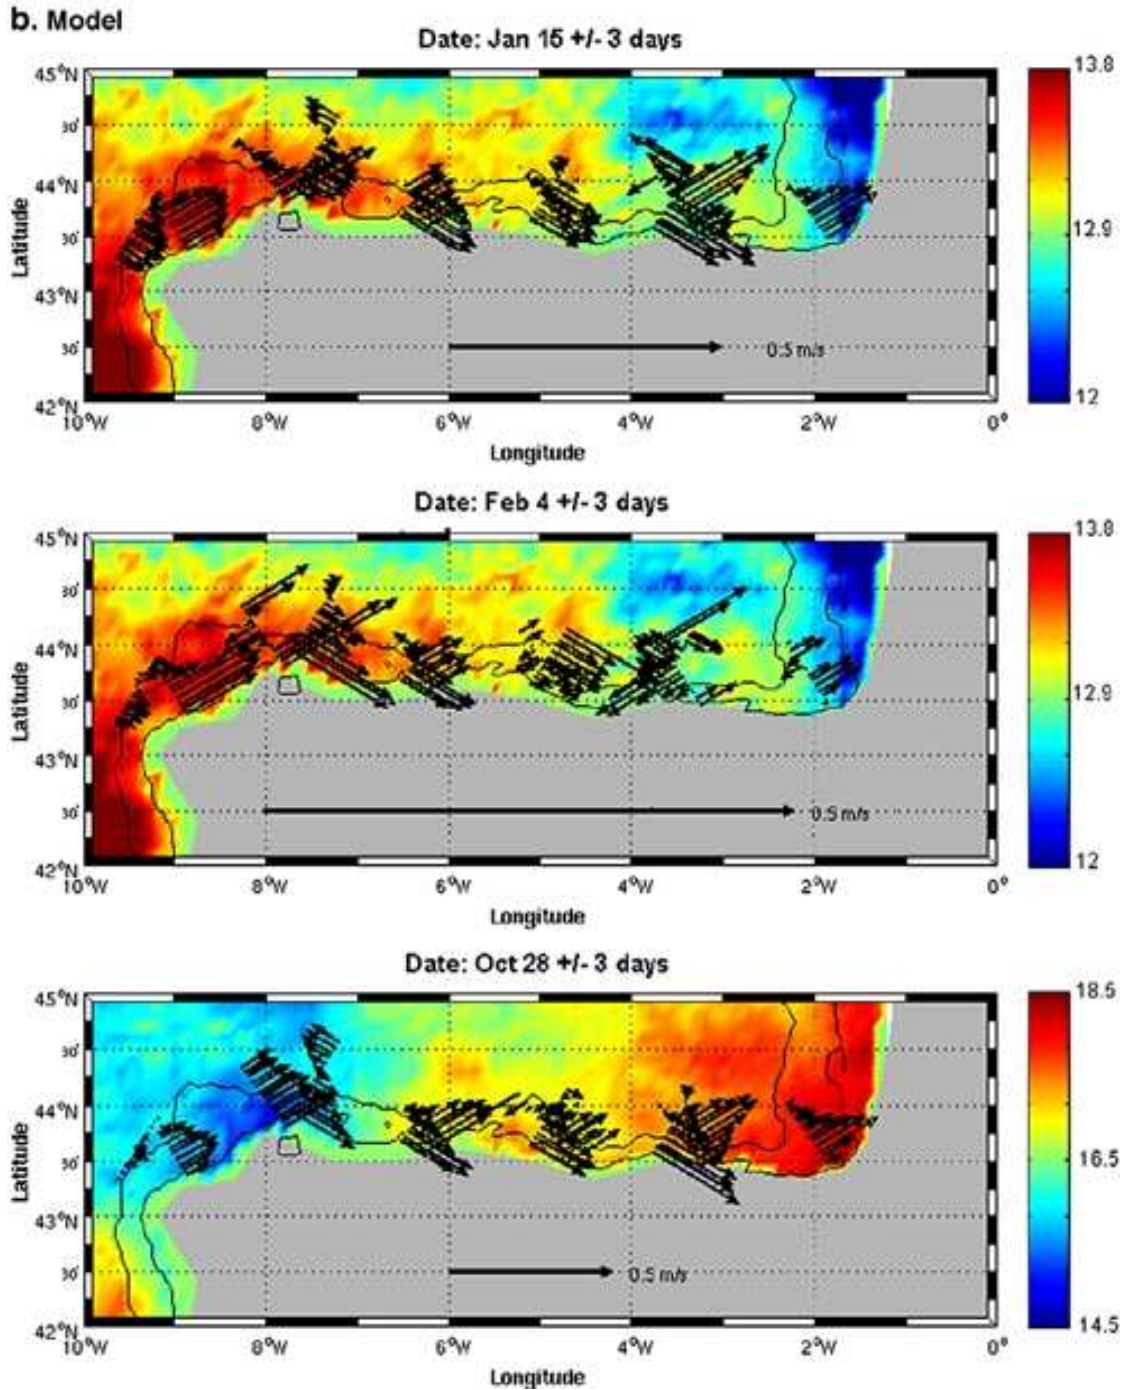 b. Model
Date: Jan 15 +/- 3 days
45°N
30'
44°N
30'
43°N
30'
42°N
Latitude
10°W 8°W 6°W 4°W 2°W 0°
Longitude
0.5 m/s
13.8
12.9
12
Date: Feb 4 +/- 3 days
45°N
30'
44°N
30'
43°N
30'
42°N
Latitude
10°W 8°W 6°W 4°W 2°W 0°
Longitude
0.5 m/s
13.8
12.9
12
Date: Oct 28 +/- 3 days
45°N
30'
44°N
30'
43°N
30'
42°N
Latitude
10°W 8°W 6°W 4°W 2°W 0°
Longitude
0.5 m/s
18.5
16.5
14.5